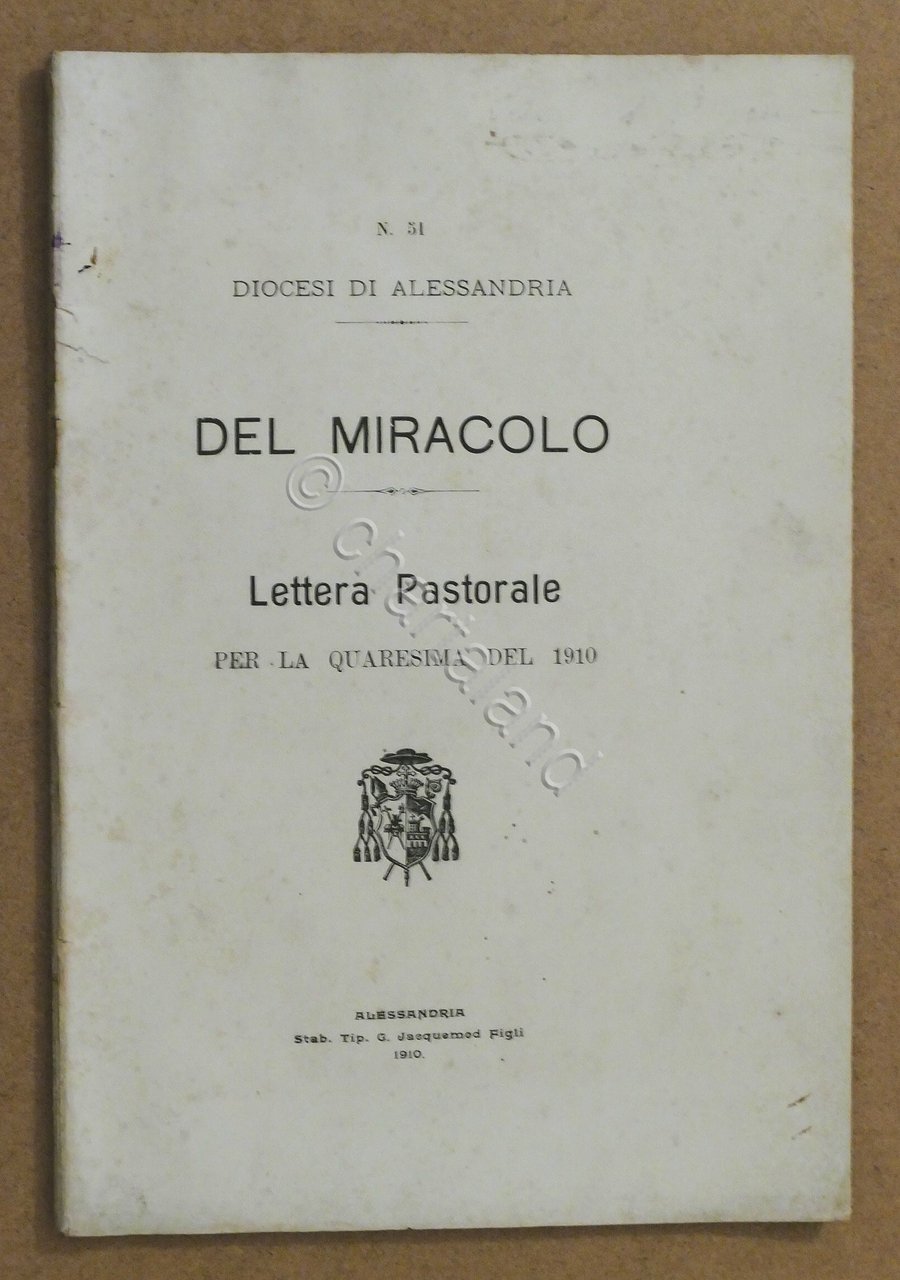 N. 51
DIOCESI DI ALESSANDRIA
DEL MIRACOLO
Lettera Pastorale
PER LA QUARESIMA DEL 1910
© chartaland
ALESSANDRIA
Stab. Tip. G. Jacquemod Figli
1910.